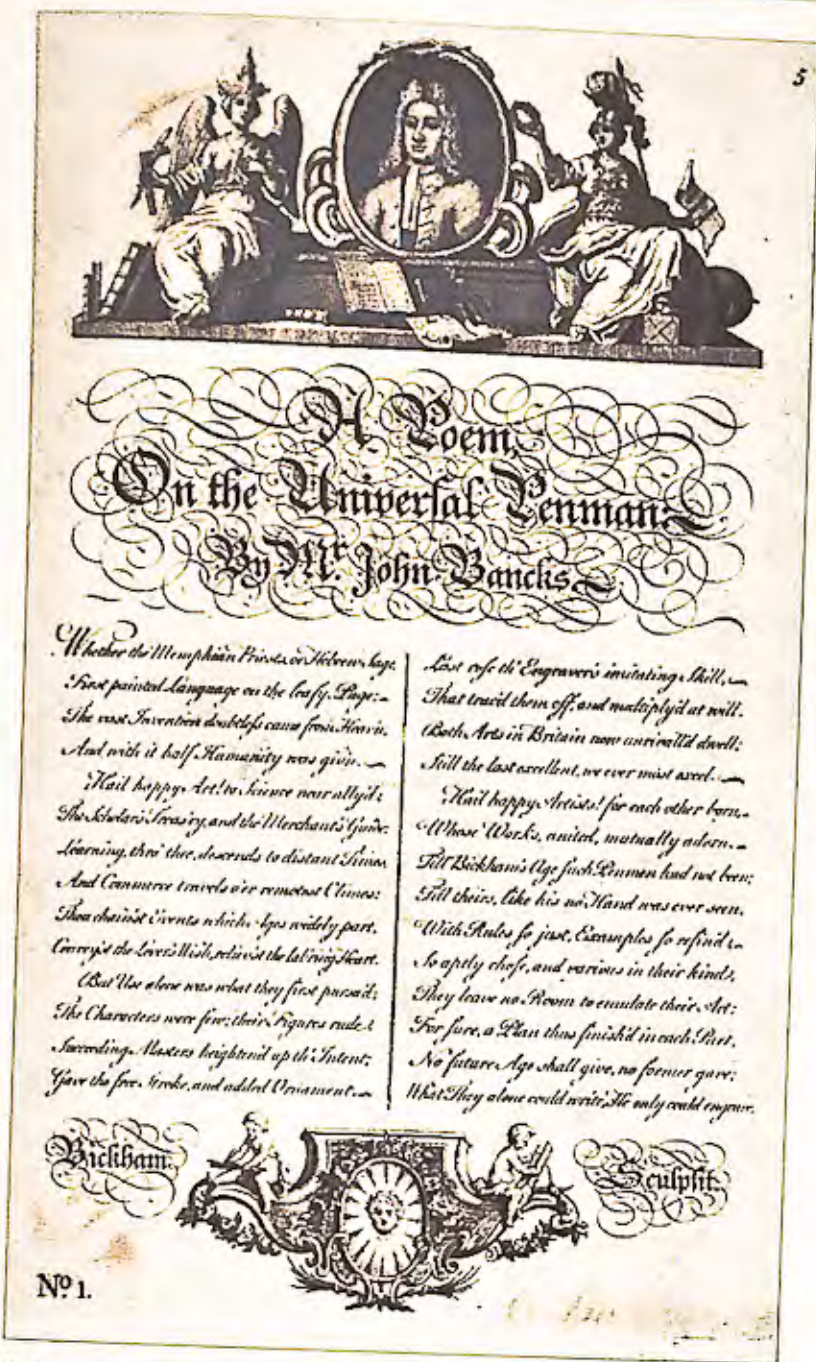 5
A Poem,
On the Univerſal Penman:
By Mr. John Bancks.
Whether the Memphian Priests, or Hebrew Sage
First painted Language on the leafy Page:
The vast Invention doubtleſs came from Heav'n,
And with it half Humanity was giv'n.
Hail happy Art! to Science near ally'd:
The Scholar's Treas'ry, and the Merchant's Guide.
Learning, thro' thee, descends to distant Times,
And Commerce travels o'er remotest Climes:
Thou chainist Events which Ages widely part,
Convey'st the Lover's Wish, reliev'st the lab'ring Heart.
But Use alone was what they first pursu'd;
The Characters were few; their Figures rude:
Succeeding Masters heighten'd up th' Intent;
Gave the free Stroke, and added Ornament.
Last roſe th' Engraver's imitating Skill,
That trac'd them off, and multiply'd at will.
Both Arts in Britain now unrivall'd dwell;
Still the last excellent, we ever must excel.
Hail happy Artists! for each other born,
Whose Works, united, mutually adorn.
Till Bickham's Age ſuch Penmen had not been;
Till theirs, like his no Hand was ever seen.
With Rules ſo just, Examples ſo refin'd
So aptly choſe, and various in their kinds,
They leave no Room to emulate their Art:
For ſure, a Plan thus finish'd in each Part,
No future Age shall give, no former gave:
What They alone could write, He only could engrave.
Bickham.
Sculpſit.
No. 1.